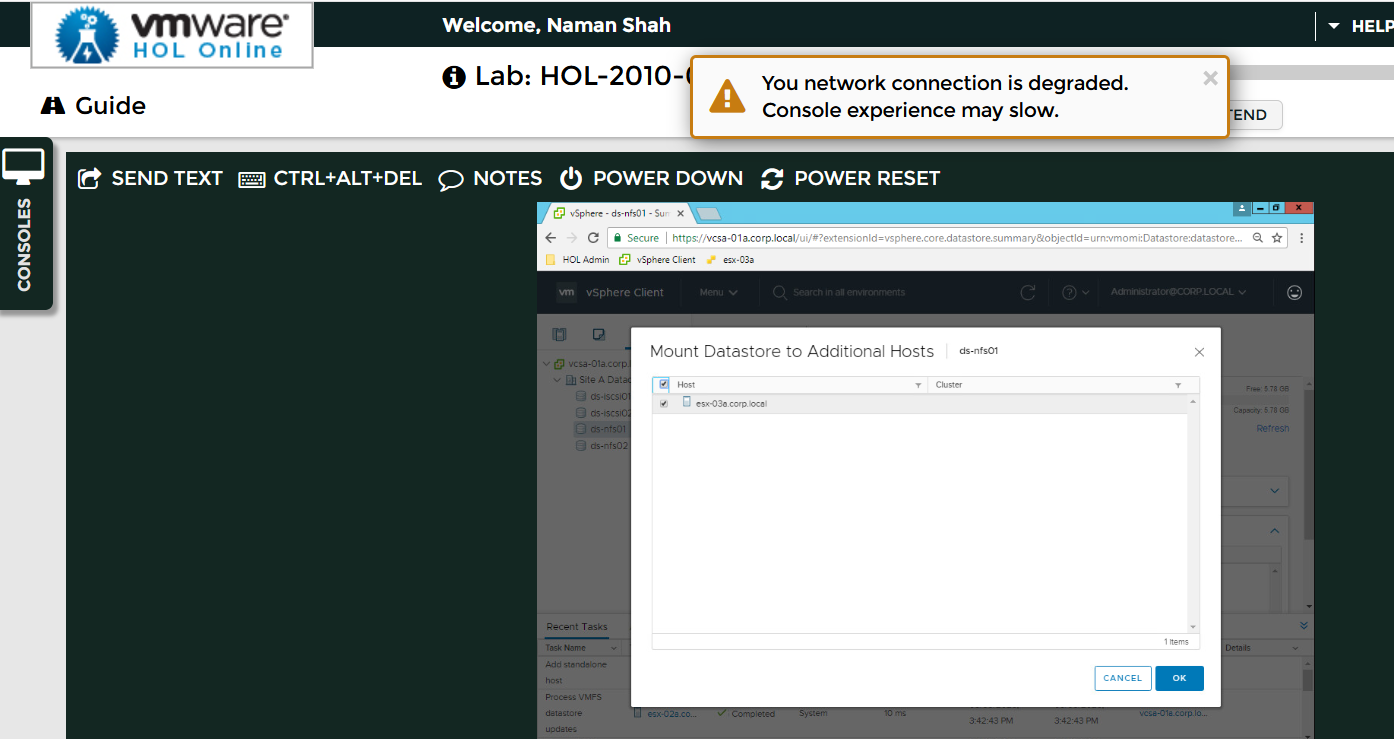 vmware®
HOL Online
Welcome, Naman Shah
HELP
Lab: HOL-2010-
You network connection is degraded.
Console experience may slow.
TEND
Guide
CONSOLES
SEND TEXT
CTRL+ALT+DEL
NOTES
POWER DOWN
POWER RESET
vSphere - ds-nfs01 - Sum
Secure
https://vcsa-01a.corp.local/ui/#?extensionId=vsphere.core.datastore.summary&objectId=urn:vmomi:Datastore:datastore...
HOL Admin
vSphere Client
esx-03a
vm
vSphere Client
Menu
Search in all environments
Administrator@CORP.LOCAL
vcsa-01a.corp.l
Site A Datac
ds-iscsi01
ds-iscsi02
ds-nfs01
ds-nfs02
Mount Datastore to Additional Hosts
ds-nfs01
Host
Cluster
esx-03a.corp.local
1 items
CANCEL
OK
Free: 5.78 GB
Capacity: 5.78 GB
Refresh
Recent Tasks
Task Name
Details
Add standalone
host
Process VMFS
datastore
updates
esx-02a.co...
Completed
System
10 ms
3:42:43 PM
3:42:43 PM
vcsa-01a.corp.lo...